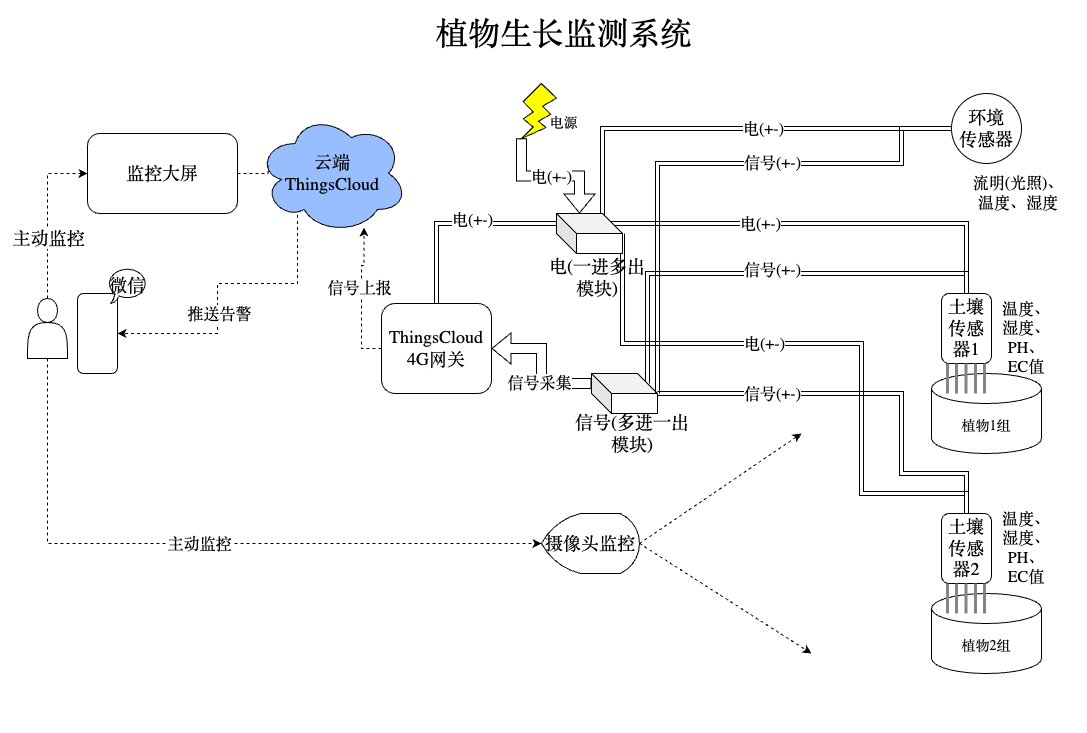 植物生长监测系统
电源
电(+-)
环境
传感器
监控大屏
云端
ThingsCloud
信号(+-)
电(+-)
流明(光照)、
温度、湿度
主动监控
电(+-)
电(+-)
电(一进多出
模块)
信号(+-)
微信
信号上报
推送告警
土壤
传感
器1
温度、
湿度、
PH、
EC值
ThingsCloud
4G网关
电(+-)
信号采集
信号(+-)
信号(多进一出
模块)
植物1组
主动监控
摄像头监控
土壤
传感
器2
温度、
湿度、
PH、
EC值
植物2组